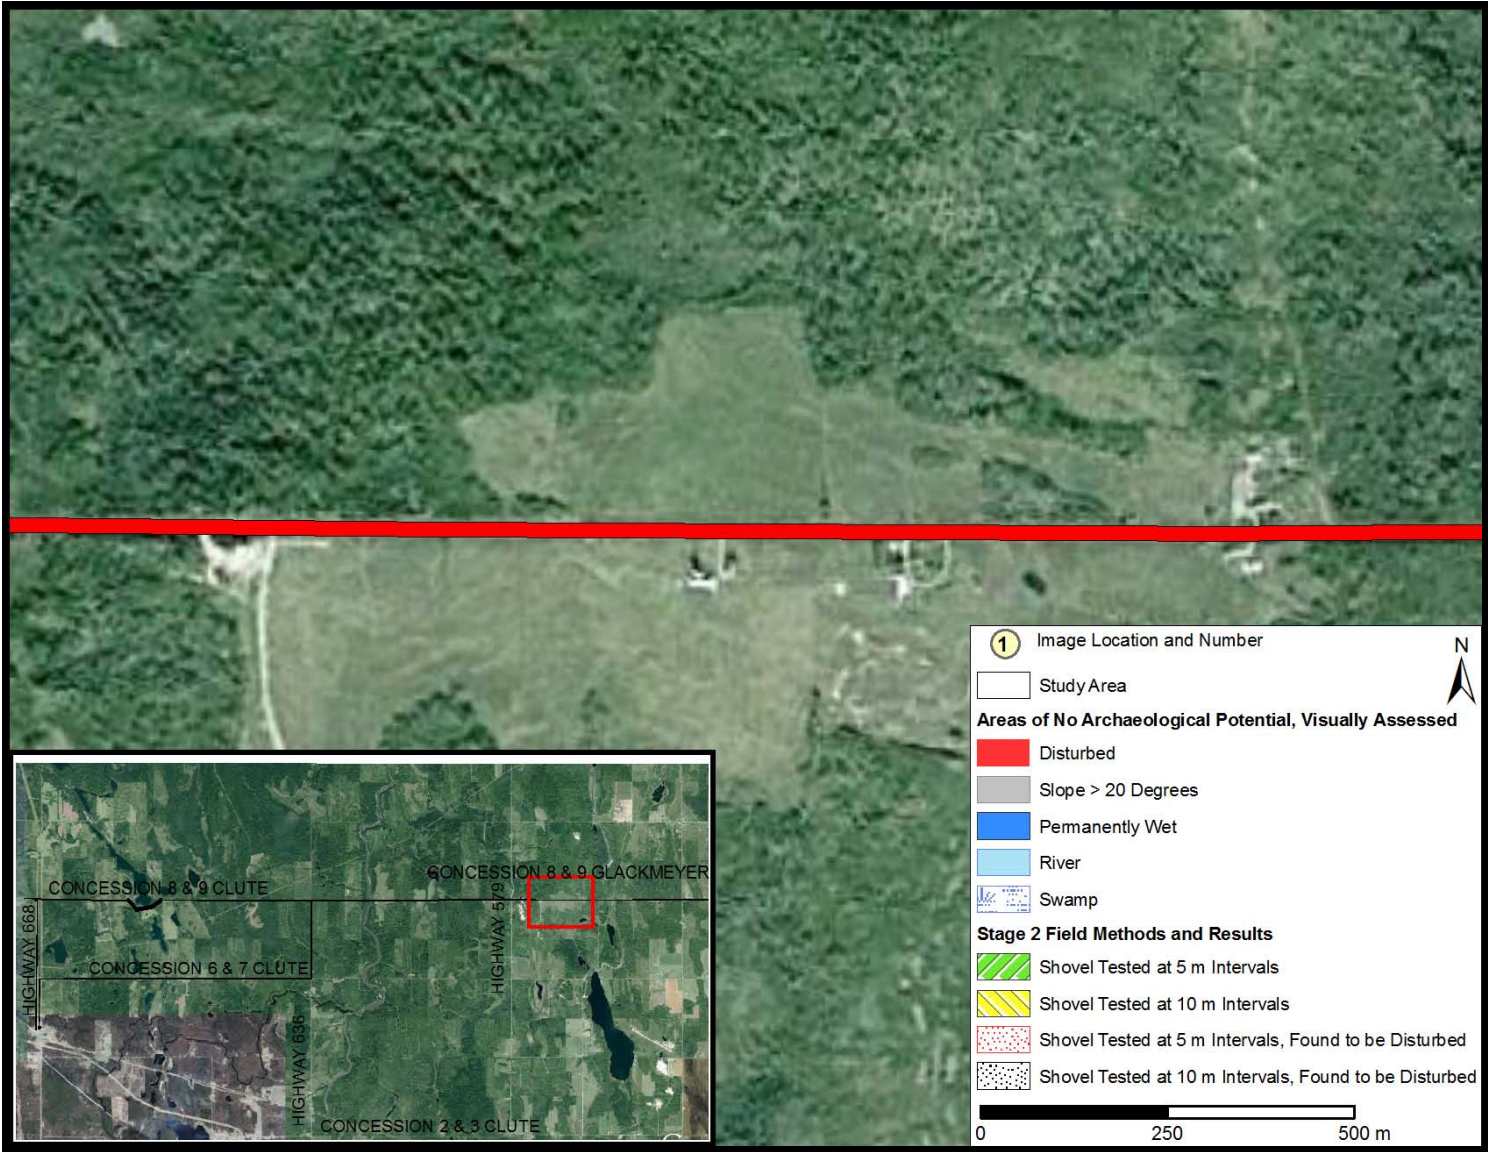 1 Image Location and Number
N
Study Area
Areas of No Archaeological Potential, Visually Assessed
Disturbed
Slope > 20 Degrees
Permanently Wet
River
Swamp
Stage 2 Field Methods and Results
Shovel Tested at 5 m Intervals
Shovel Tested at 10 m Intervals
Shovel Tested at 5 m Intervals, Found to be Disturbed
Shovel Tested at 10 m Intervals, Found to be Disturbed
0 250 500 m
CONCESSION 8 & 9 GLACKMEYER
CONCESSION 8 & 9 CLUTE
HIGHWAY 668
HIGHWAY 579
CONCESSION 6 & 7 CLUTE
HIGHWAY 636
CONCESSION 2 & 3 CLUTE